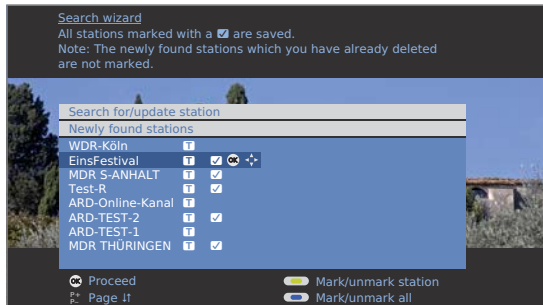 Search wizard
All stations marked with a ☑ are saved.
Note: The newly found stations which you have already deleted
are not marked.
Search for/update station
Newly found stations
WDR-Köln T
EinsFestival T ☑ OK
MDR S-ANHALT T ☑
Test-R T ☑
ARD-Online-Kanal T
ARD-TEST-2 T ☑
ARD-TEST-1 T
MDR THÜRINGEN T ☑
OK Proceed Mark/unmark station
P+ P- Page ↓↑ Mark/unmark all